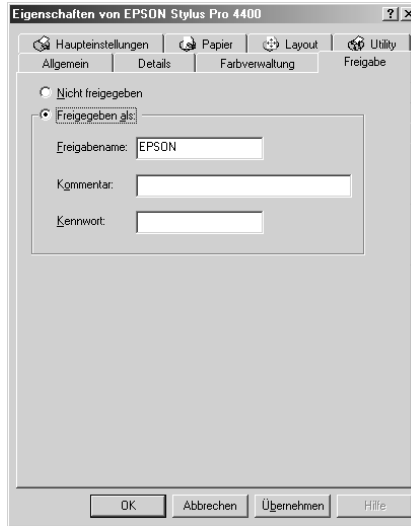 Eigenschaften von EPSON Stylus Pro 4400
Haupteinstellungen Papier Layout Utility
Allgemein Details Farbverwaltung Freigabe
Nicht freigegeben
Freigegeben als:
Freigabename: EPSON
Kommentar:
Kennwort:
OK Abbrechen Übernehmen Hilfe